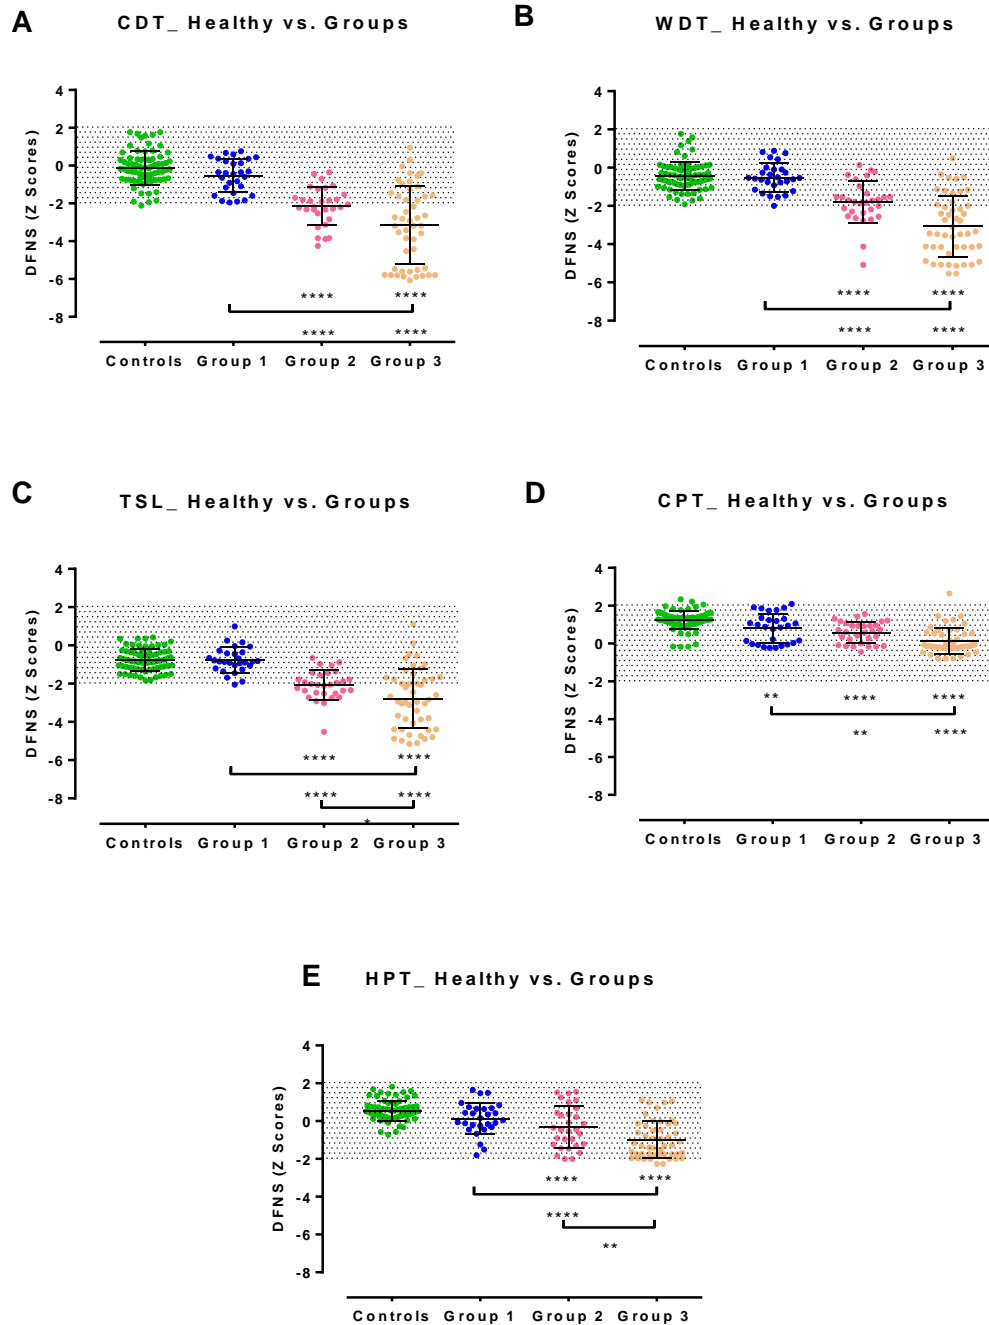 A
CDT_ Healthy vs. Groups
DFNS (Z Scores)
4
2
0
-2
-4
-6
-8
**** ****
**** ****
Controls Group 1 Group 2 Group 3
B
WDT_ Healthy vs. Groups
DFNS (Z Scores)
4
2
0
-2
-4
-6
-8
**** ****
**** ****
Controls Group 1 Group 2 Group 3
C
TSL_ Healthy vs. Groups
DFNS (Z Scores)
4
2
0
-2
-4
-6
-8
**** ****
**** ****
*
Controls Group 1 Group 2 Group 3
D
CPT_ Healthy vs. Groups
DFNS (Z Scores)
4
2
0
-2
-4
-6
-8
** **** ****
** ****
Controls Group 1 Group 2 Group 3
E
HPT_ Healthy vs. Groups
DFNS (Z Scores)
4
2
0
-2
-4
-6
-8
**** ****
****
**
Controls Group 1 Group 2 Group 3